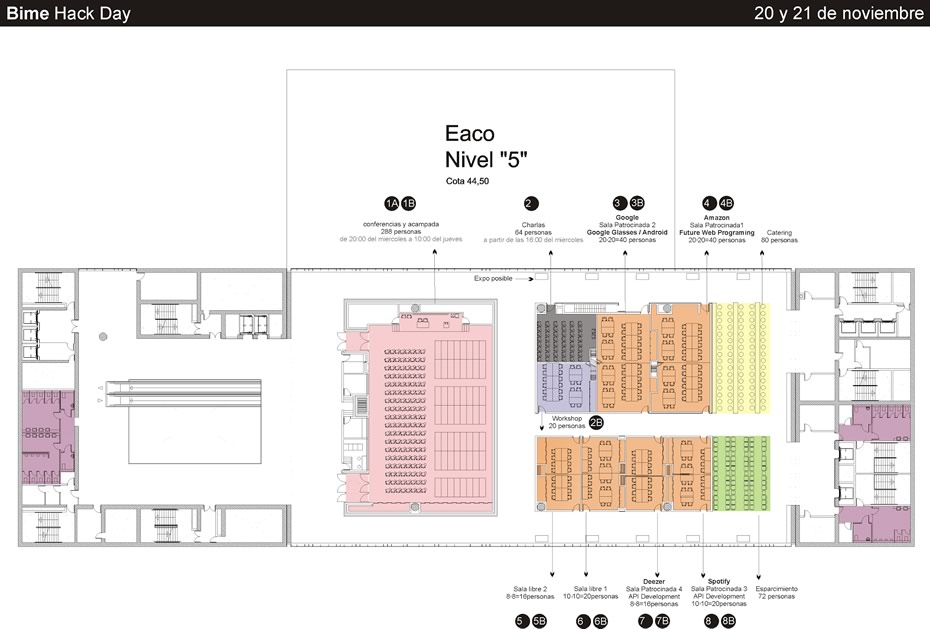 Bime Hack Day
20 y 21 de noviembre
Eaco
Nivel "5"
Cota 44,50
1A 1B
conferencias y acampada
288 personas
de 20:00 del miercoles a 10:00 del jueves
2
Charlas
64 personas
a partir de las 16:00 del miercoles
3 3B
Google
Sala Patrocinada 2
Google Glasses / Android
20-20=40 personas
4 4B
Amazon
Sala Patrocinada1
Future Web Programing
20-20=40 personas
Catering
80 personas
Expo posible
Workshop
20 personas
2B
Sala libre 2
8-8=16personas
5 5B
Sala libre 1
10-10=20personas
6 6B
Deezer
Sala Patrocinada 4
API Development
8-8=16personas
7 7B
Spotify
Sala Patrocinada 3
API Development
10-10=20personas
8 8B
Esparcimiento
72 personas